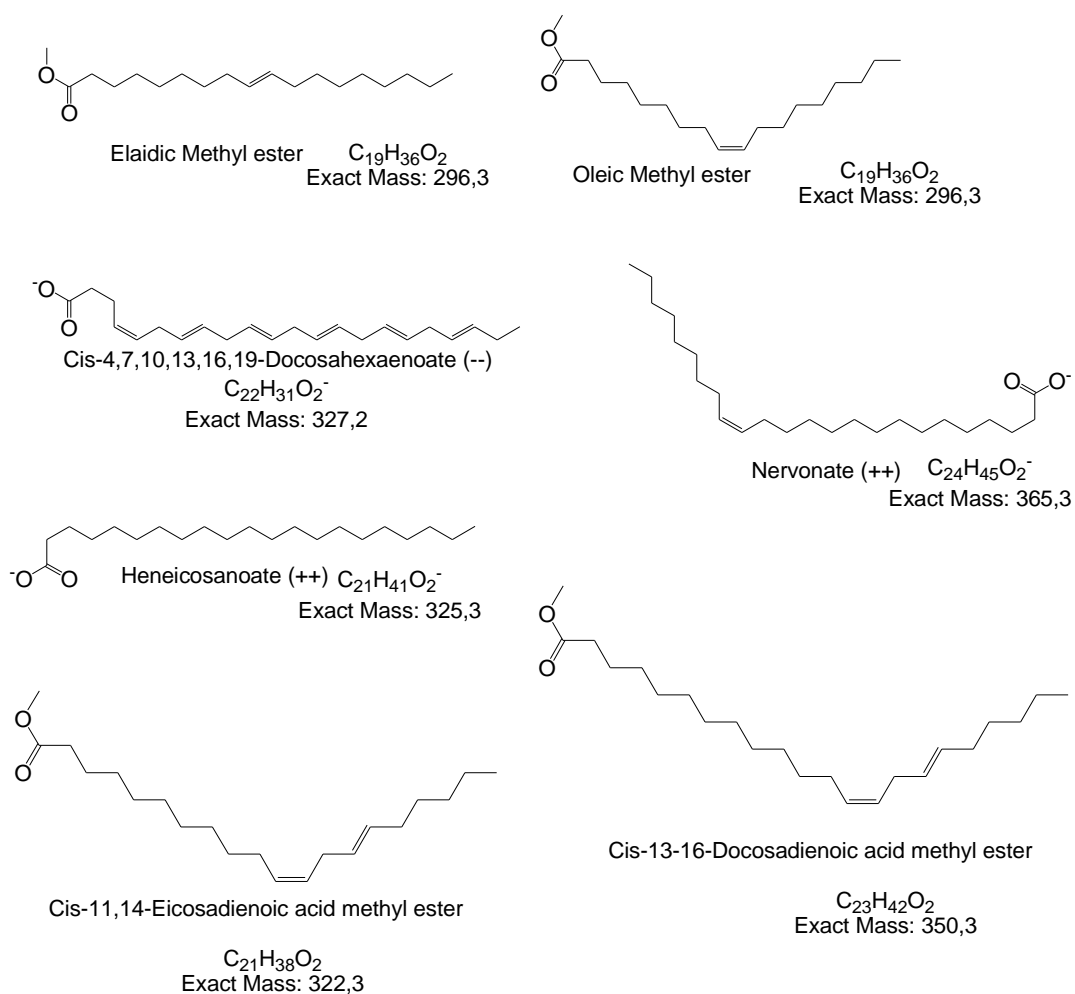 Elaidic Methyl ester
C19H36O2
Exact Mass: 296,3
Oleic Methyl ester
C19H36O2
Exact Mass: 296,3
Cis-4,7,10,13,16,19-Docosahexaenoate (--)
C22H31O2-
Exact Mass: 327,2
Nervonate (++)
C24H45O2-
Exact Mass: 365,3
Heneicosanoate (++)
C21H41O2-
Exact Mass: 325,3
Cis-11,14-Eicosadienoic acid methyl ester
C21H38O2
Exact Mass: 322,3
Cis-13-16-Docosadienoic acid methyl ester
C23H42O2
Exact Mass: 350,3
O
O
O
O
-O
O
O
O-
-O
O
O
O
O
O